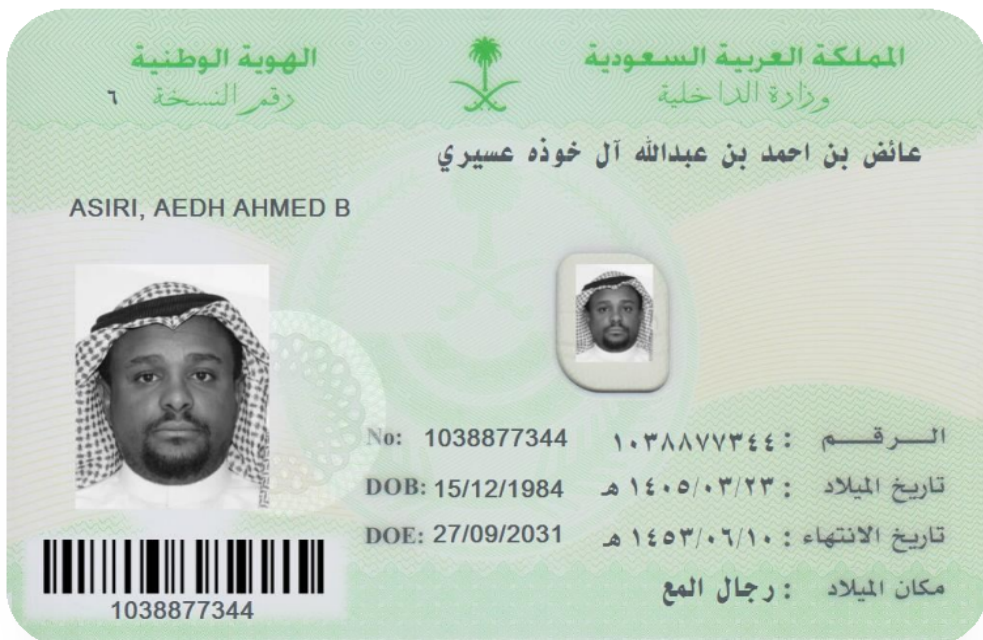 المملكة العربية السعودية
وزارة الداخلية
الهوية الوطنية
رقم النسخة ٦
عائض بن احمد بن عبدالله آل خوذه عسيري
ASIRI, AEDH AHMED B
الرقم : ١٠٣٨٨٧٧٣٤٤ No: 1038877344
تاريخ الميلاد : ١٤٠٥/٠٣/٢٣ هـ DOB: 15/12/1984
تاريخ الانتهاء : ١٤٥٣/٠٦/١٠ هـ DOE: 27/09/2031
مكان الميلاد : رجال المع
1038877344